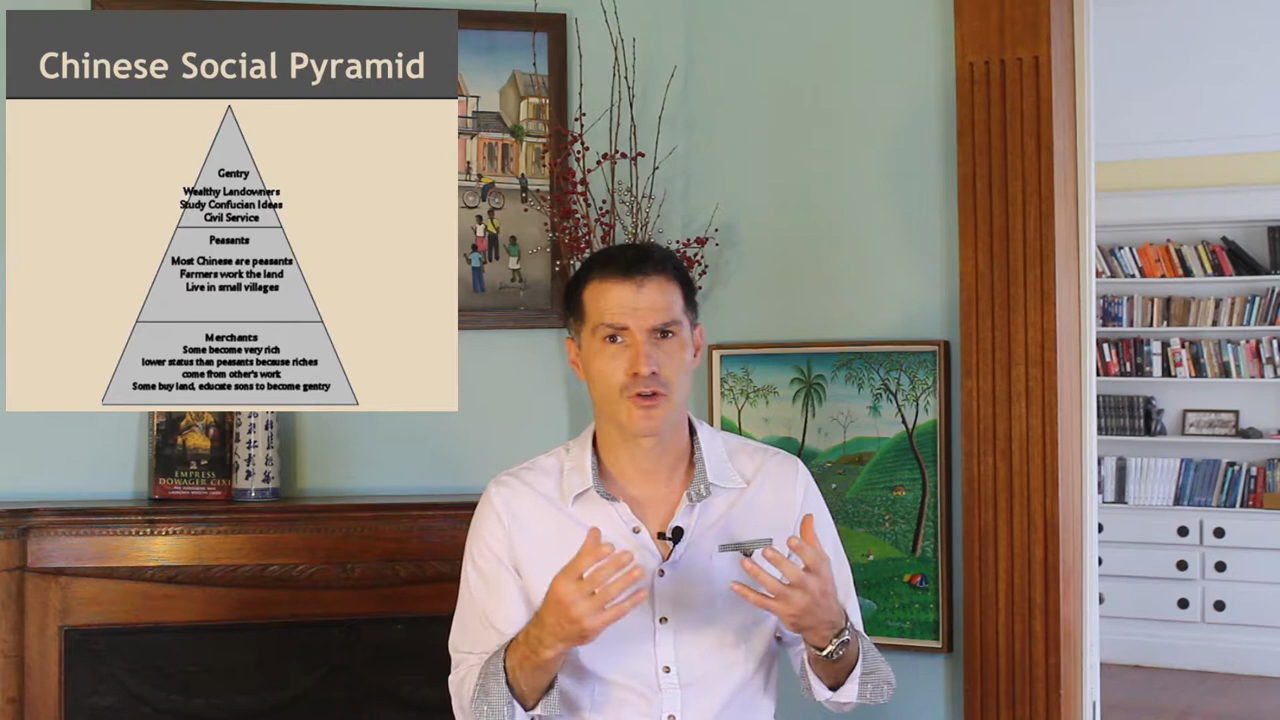 Chinese Social Pyramid
Gentry
Wealthy Landowners
Study Confucian Ideas
Civil Service
Peasants
Most Chinese are peasants
Farmers work the land
Live in small villages
Merchants
Some become very rich
lower status than peasants because riches
come from other's work
Some buy land, educate sons to become gentry
EMPRESS
DOWAGER CIXI